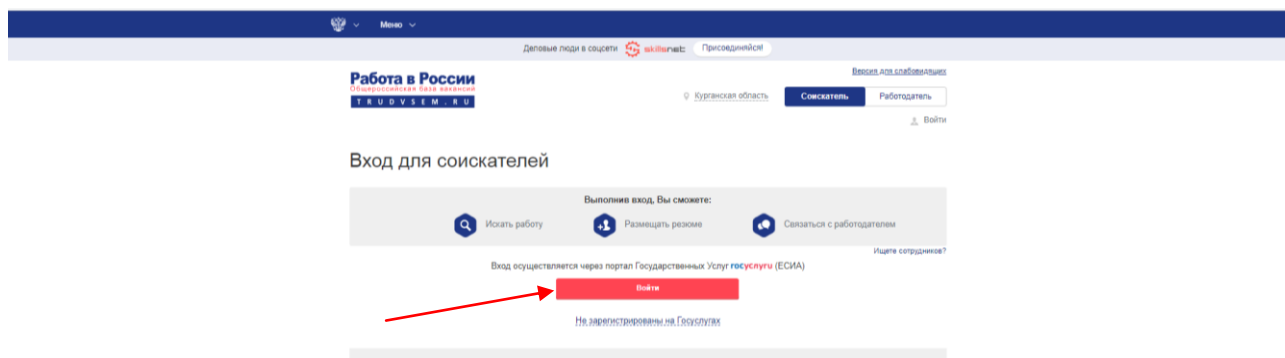 Меню
Деловые люди в соцсети skillsnet Присоединяйся!
Версия для слабовидящих
Работа в России
Общероссийская база вакансий
TRUDVSEM.RU
Курганская область Соискатель Работодатель
Войти
Вход для соискателей
Выполнив вход, Вы сможете:
Искать работу Размещать резюме Связаться с работодателем
Ищете сотрудников?
Вход осуществляется через портал Государственных Услуг госуслуги (ЕСИА)
Войти
Не зарегистрированы на Госуслугах